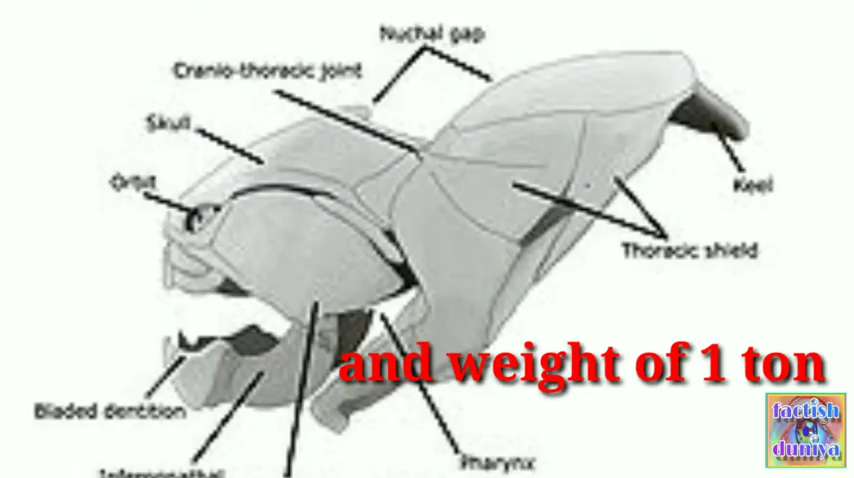 Nuchal gap
Cranio-thoracic joint
Skull
Orbit
Keel
Thoracic shield
and weight of 1 ton
Bladed dentition
Pharynx
factish
duniya